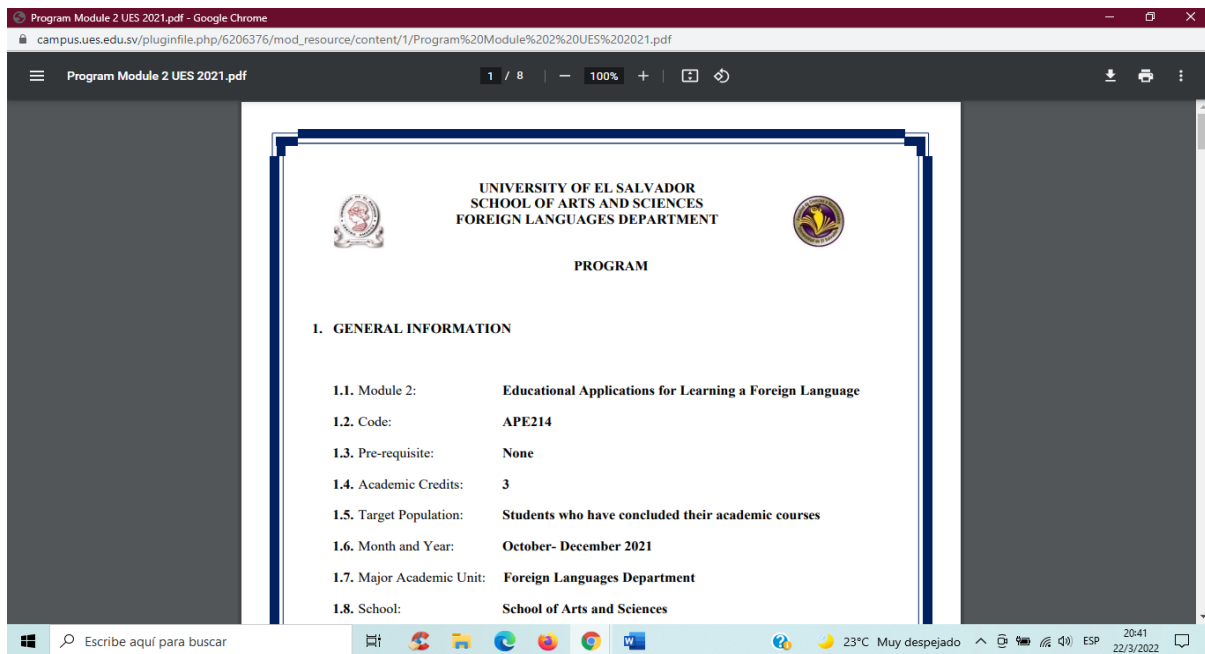 Program Module 2 UES 2021.pdf - Google Chrome
campus.ues.edu.sv/pluginfile.php/6206376/mod_resource/content/1/Program%20Module%202%20UES%202021.pdf
Program Module 2 UES 2021.pdf
1 / 8
100%
UNIVERSITY OF EL SALVADOR
SCHOOL OF ARTS AND SCIENCES
FOREIGN LANGUAGES DEPARTMENT
PROGRAM
1. GENERAL INFORMATION
1.1. Module 2: Educational Applications for Learning a Foreign Language
1.2. Code: APE214
1.3. Pre-requisite: None
1.4. Academic Credits: 3
1.5. Target Population: Students who have concluded their academic courses
1.6. Month and Year: October- December 2021
1.7. Major Academic Unit: Foreign Languages Department
1.8. School: School of Arts and Sciences
Escribe aquí para buscar
23°C Muy despejado
ESP
20:41
22/3/2022